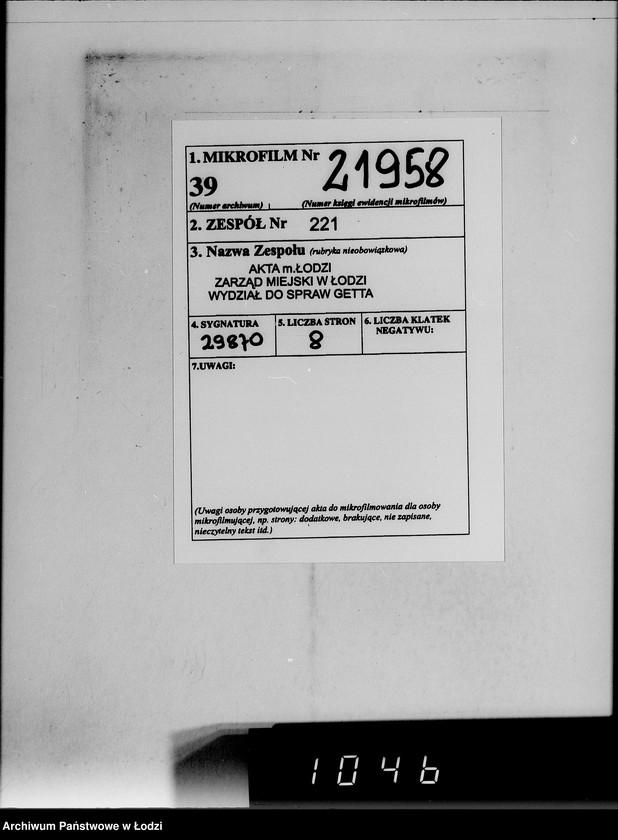 1. MIKROFILM Nr 21958
39
(Numer archiwum) (Numer księgi ewidencji mikrofilmów)
2. ZESPÓŁ Nr 221
3. Nazwa Zespołu (rubryka nieobowiązkowa)
AKTA m.ŁODZI
ZARZĄD MIEJSKI W ŁODZI
WYDZIAŁ DO SPRAW GETTA
4. SYGNATURA 5. LICZBA STRON 6. LICZBA KLATEK
NEGATYWU:
29870 8
7.UWAGI:
(Uwagi osoby przygotowującej akta do mikrofilmowania dla osoby
mikrofilmującej, np. strony: dodatkowe, brakujące, nie zapisane,
nieczytelny tekst itd.)
1046
Archiwum Państwowe w Łodzi